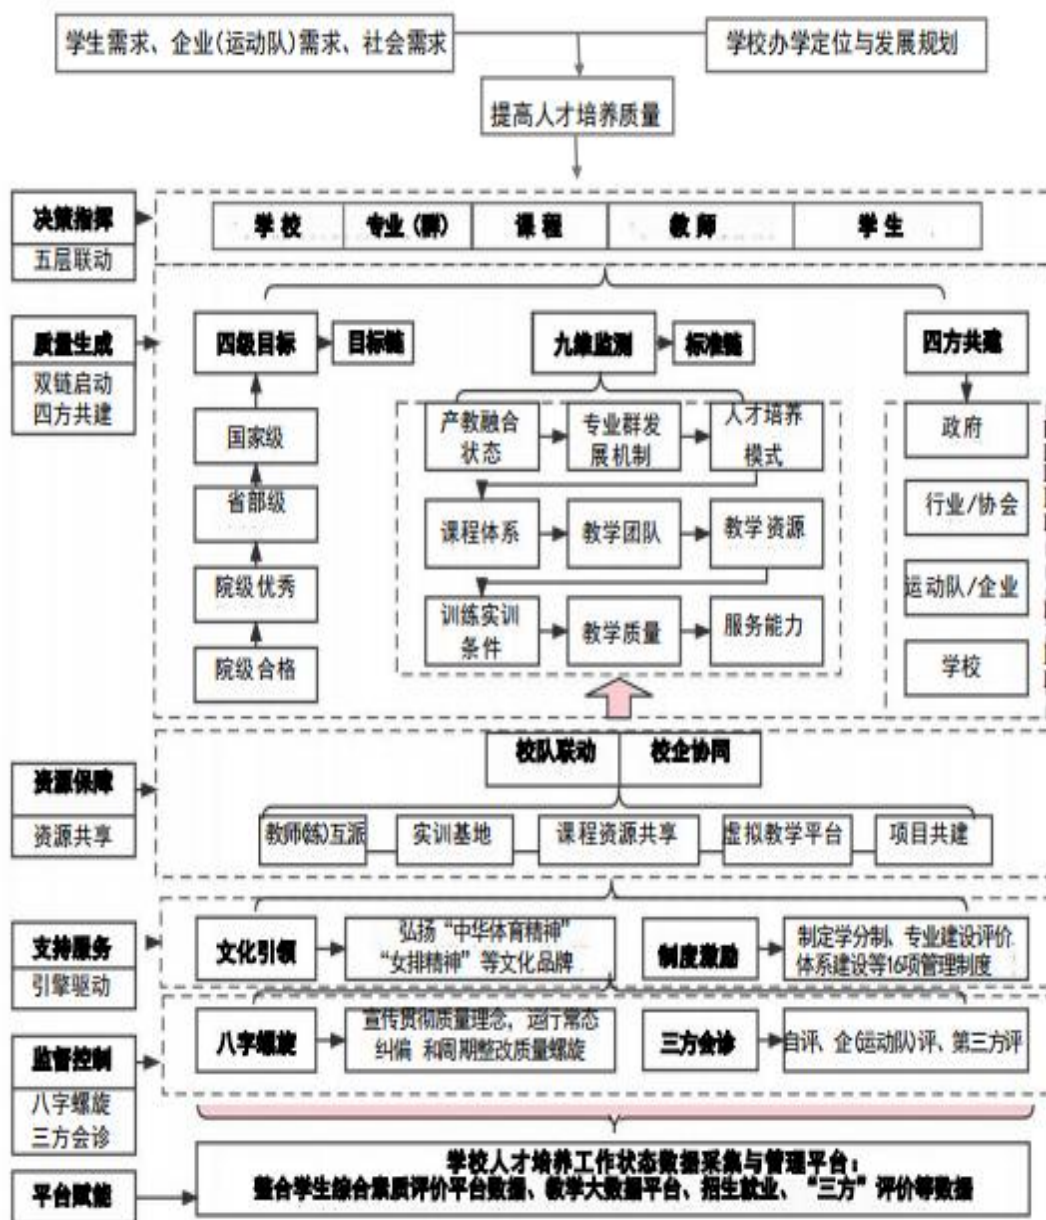 学生需求、企业(运动队)需求、社会需求
学校办学定位与发展规划
提高人才培养质量
决策指挥
五层联动
学校
专业(群)
课程
教师
学生
质量生成
双链启动
四方共建
四级目标
目标链
九维监测
标准链
四方共建
国家级
省部级
院级优秀
院级合格
产教融合
状态
专业群发
展机制
人才培养
模式
课程体系
教学团队
教学资源
训练实训
条件
教学质量
服务能力
政府
行业/协会
运动队/企业
学校
资源保障
资源共享
校队联动
校企协同
教师(练)互派
实训基地
课程资源共享
虚拟教学平台
项目共建
支持服务
引擎驱动
文化引领
弘扬“中华体育精神”
“女排精神”等文化品牌
制度激励
制定学分制、专业建设评价
体系建设等16项管理制度
监督控制
八字螺旋
三方会诊
八字螺旋
宣传贯彻质量理念，运行常态
纠偏 和周期整改质量螺旋
三方会诊
自评、企(运动队)评、第三方评
平台赋能
学校人才培养工作状态数据采集与管理平台：
整合学生综合素质评价平台数据、教学大数据平台、招生就业、“三方”评价等数据